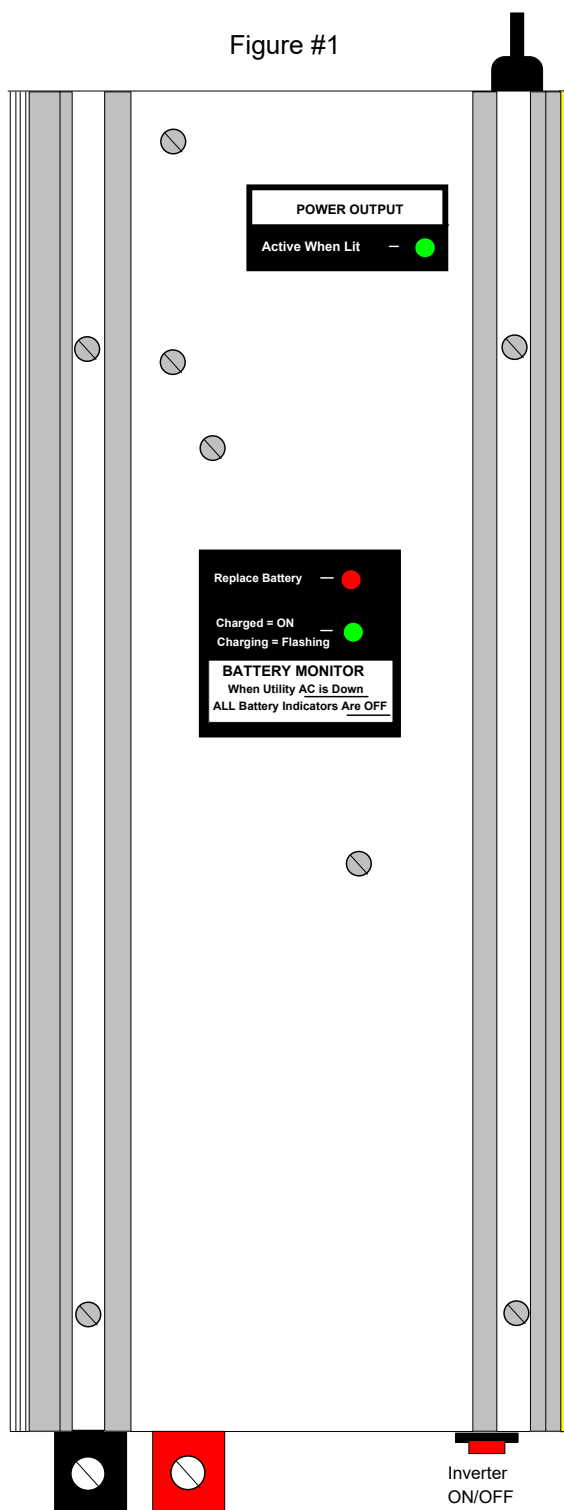 Figure #1
POWER OUTPUT
Active When Lit –
Replace Battery —
Charged = ON —
Charging = Flashing
BATTERY MONITOR
When Utility AC is Down
ALL Battery Indicators Are OFF
Inverter
ON/OFF